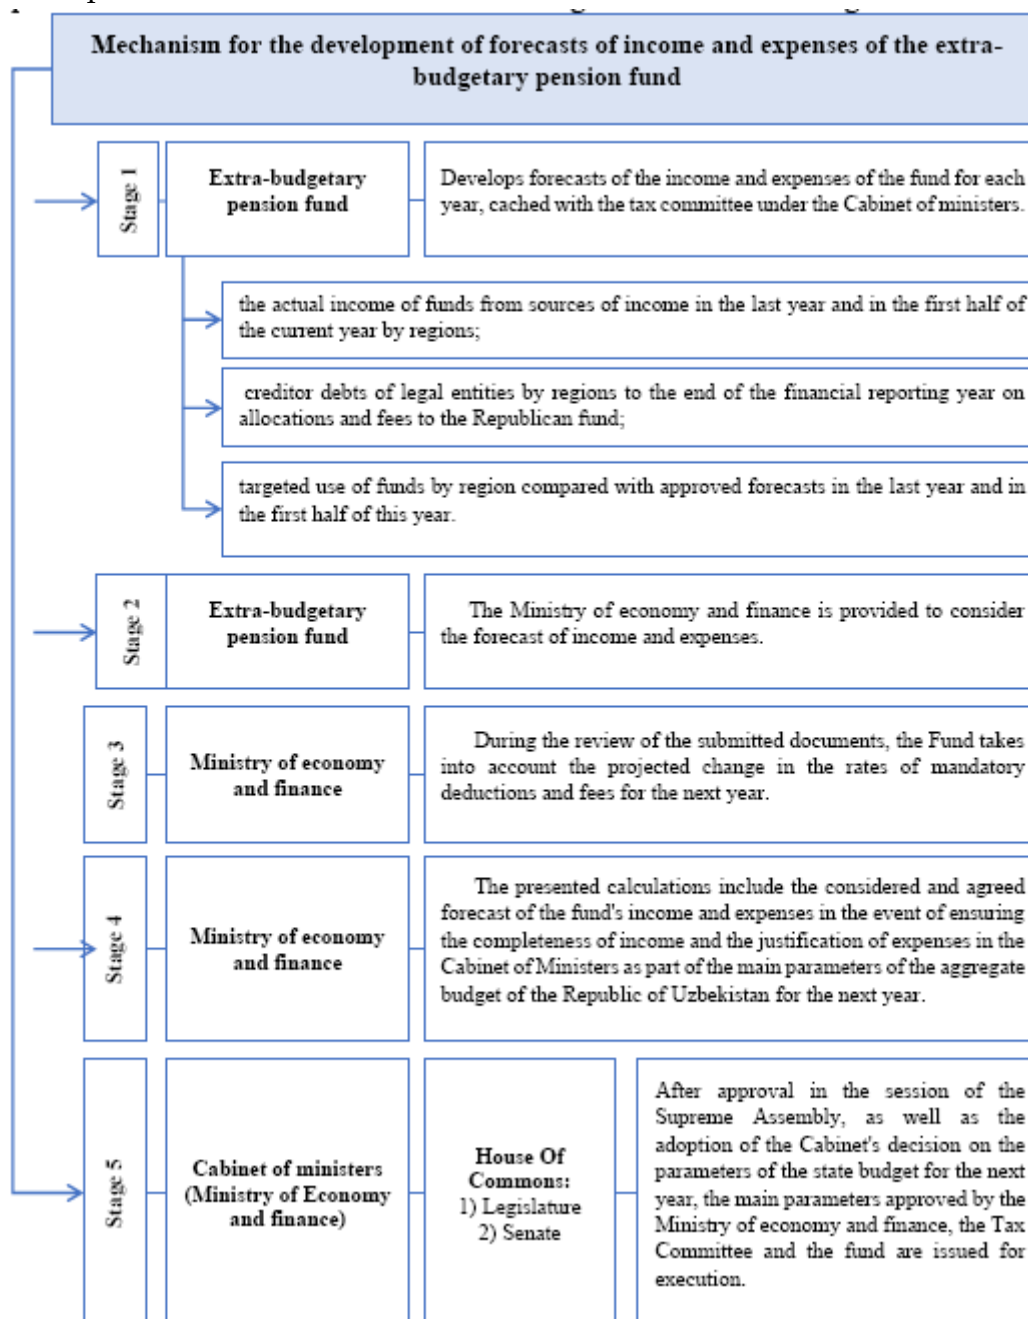 Mechanism for the development of forecasts of income and expenses of the extra-
budgetary pension fund
Stage 1
Extra-budgetary
pension fund
Develops forecasts of the income and expenses of the fund for each
year, cached with the tax committee under the Cabinet of ministers.
the actual income of funds from sources of income in the last year and in the first half of
the current year by regions;
creditor debts of legal entities by regions to the end of the financial reporting year on
allocations and fees to the Republican fund;
targeted use of funds by region compared with approved forecasts in the last year and in
the first half of this year.
Stage 2
Extra-budgetary
pension fund
The Ministry of economy and finance is provided to consider
the forecast of income and expenses.
Stage 3
Ministry of economy
and finance
During the review of the submitted documents, the Fund takes
into account the projected change in the rates of mandatory
deductions and fees for the next year.
Stage 4
Ministry of economy
and finance
The presented calculations include the considered and agreed
forecast of the fund's income and expenses in the event of ensuring
the completeness of income and the justification of expenses in the
Cabinet of Ministers as part of the main parameters of the aggregate
budget of the Republic of Uzbekistan for the next year.
Stage 5
Cabinet of ministers
(Ministry of Economy
and finance)
House Of
Commons:
1) Legislature
2) Senate
After approval in the session of the
Supreme Assembly, as well as the
adoption of the Cabinet's decision on the
parameters of the state budget for the next
year, the main parameters approved by the
Ministry of economy and finance, the Tax
Committee and the fund are issued for
execution.